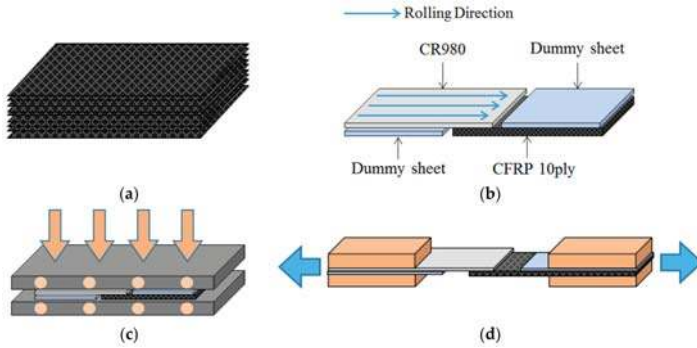 Rolling Direction
CR980
Dummy sheet
Dummy sheet
CFRP 10ply
(a)
(b)
(c)
(d)